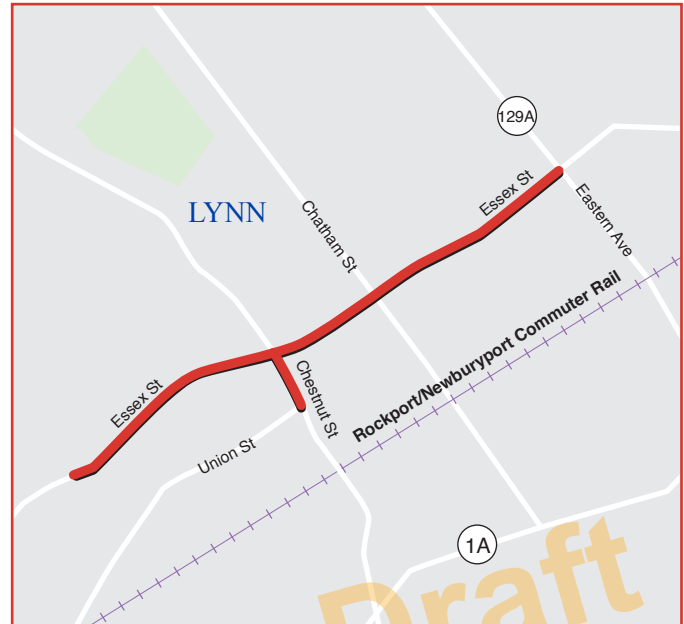 129A
Essex St
LYNN
Chatham St
Eastern Ave
Rockport/Newburyport Commuter Rail
Essex St
Chestnut St
Union St
1A
Draft